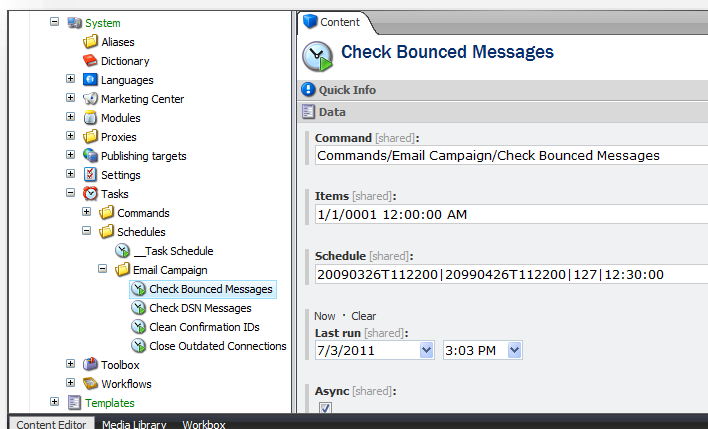 System
Aliases
Dictionary
Languages
Marketing Center
Modules
Proxies
Publishing targets
Settings
Tasks
Commands
Schedules
__Task Schedule
Email Campaign
Check Bounced Messages
Check DSN Messages
Clean Confirmation IDs
Close Outdated Connections
Toolbox
Workflows
Templates
Content Editor Media Library Workbox
Content
Check Bounced Messages
Quick Info
Data
Command [shared]:
Commands/Email Campaign/Check Bounced Messages
Items [shared]:
1/1/0001 12:00:00 AM
Schedule [shared]:
20090326T112200|20990426T112200|127|12:30:00
Now · Clear
Last run [shared]:
7/3/2011 3:03 PM
Async [shared]: